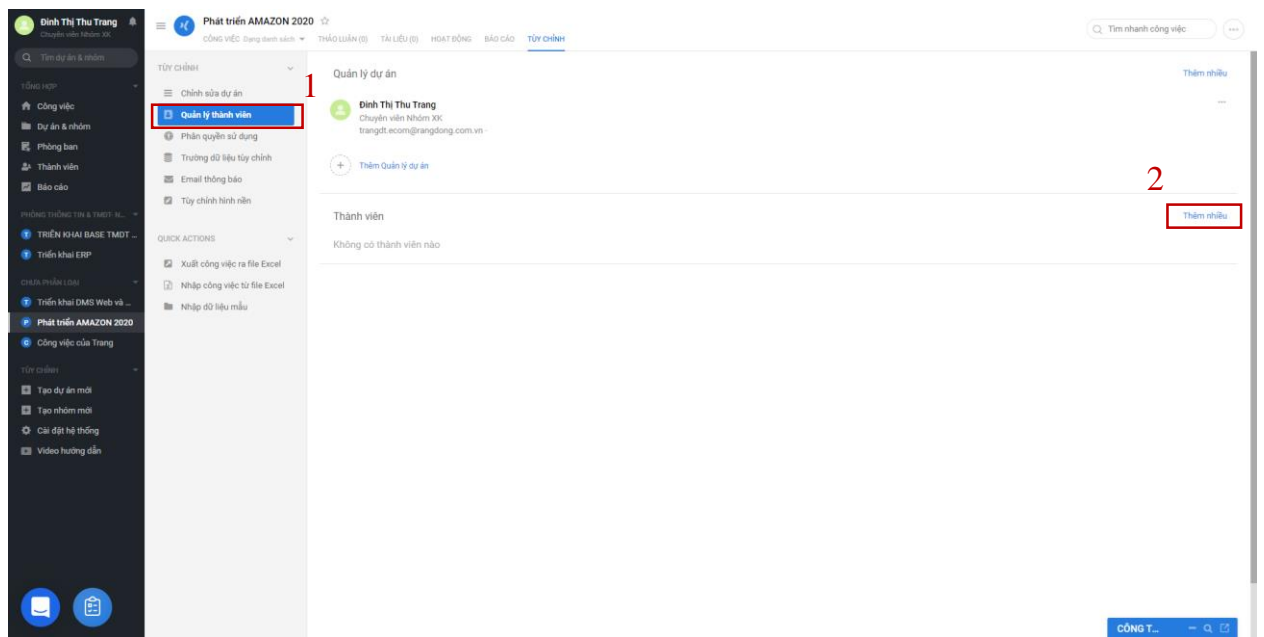 Đinh Thị Thu Trang
Chuyên viên Nhóm XK
Tìm dự án & nhóm
TỔNG HỢP
Công việc
Dự án & nhóm
Phòng ban
Thành viên
Báo cáo
PHÒNG THÔNG TIN & TMDT- N...
TRIỂN KHAI BASE TMDT ...
Triển khai ERP
CHƯA PHÂN LOẠI
Triển khai DMS Web và ...
Phát triển AMAZON 2020
Công việc của Trang
TÙY CHỈNH
Tạo dự án mới
Tạo nhóm mới
Cài đặt hệ thống
Video hướng dẫn
Phát triển AMAZON 2020
CÔNG VIỆC Dạng danh sách THẢO LUẬN (0) TÀI LIỆU (0) HOẠT ĐỘNG BÁO CÁO TÙY CHỈNH
Tìm nhanh công việc
TÙY CHỈNH
Chỉnh sửa dự án
1
Quản lý thành viên
Phân quyền sử dụng
Trường dữ liệu tùy chỉnh
Email thông báo
Tùy chỉnh hình nền
QUICK ACTIONS
Xuất công việc ra file Excel
Nhập công việc từ file Excel
Nhập dữ liệu mẫu
Quản lý dự án Thêm nhiều
Đinh Thị Thu Trang
Chuyên viên Nhóm XK
trangdt.ecom@rangdong.com.vn ·
Thêm Quản lý dự án
2
Thành viên Thêm nhiều
Không có thành viên nào
CÔNG T...